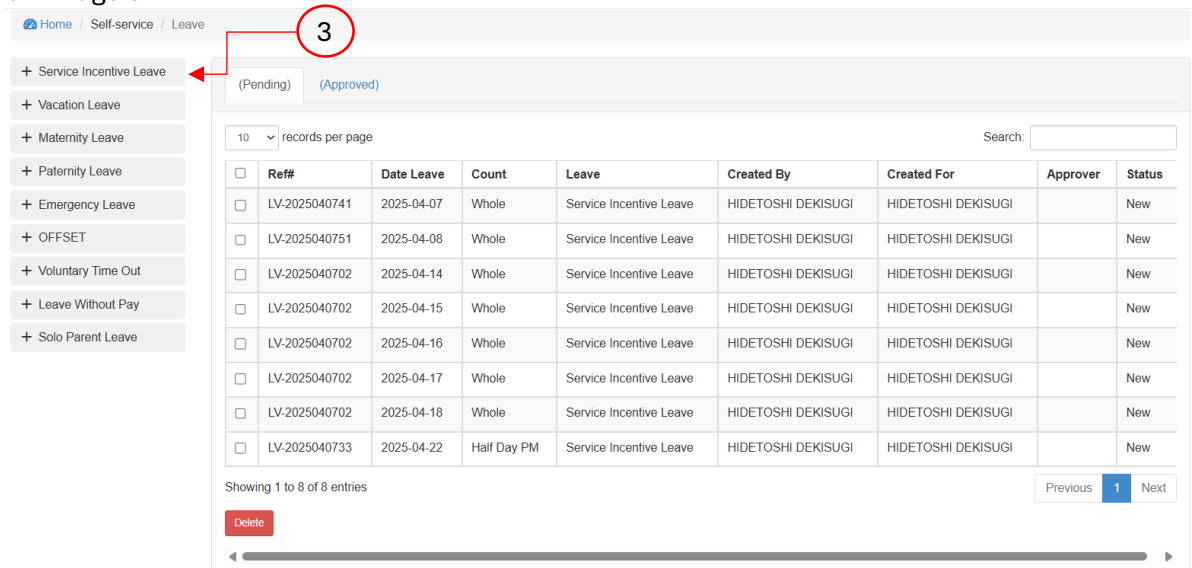 Home / Self-service / Leave
3
+ Service Incentive Leave
+ Vacation Leave
+ Maternity Leave
+ Paternity Leave
+ Emergency Leave
+ OFFSET
+ Voluntary Time Out
+ Leave Without Pay
+ Solo Parent Leave
(Pending) (Approved)
10 records per page Search:
Ref# Date Leave Count Leave Created By Created For Approver Status
LV-2025040741 2025-04-07 Whole Service Incentive Leave HIDETOSHI DEKISUGI HIDETOSHI DEKISUGI New
LV-2025040751 2025-04-08 Whole Service Incentive Leave HIDETOSHI DEKISUGI HIDETOSHI DEKISUGI New
LV-2025040702 2025-04-14 Whole Service Incentive Leave HIDETOSHI DEKISUGI HIDETOSHI DEKISUGI New
LV-2025040702 2025-04-15 Whole Service Incentive Leave HIDETOSHI DEKISUGI HIDETOSHI DEKISUGI New
LV-2025040702 2025-04-16 Whole Service Incentive Leave HIDETOSHI DEKISUGI HIDETOSHI DEKISUGI New
LV-2025040702 2025-04-17 Whole Service Incentive Leave HIDETOSHI DEKISUGI HIDETOSHI DEKISUGI New
LV-2025040702 2025-04-18 Whole Service Incentive Leave HIDETOSHI DEKISUGI HIDETOSHI DEKISUGI New
LV-2025040733 2025-04-22 Half Day PM Service Incentive Leave HIDETOSHI DEKISUGI HIDETOSHI DEKISUGI New
Showing 1 to 8 of 8 entries Previous 1 Next
Delete